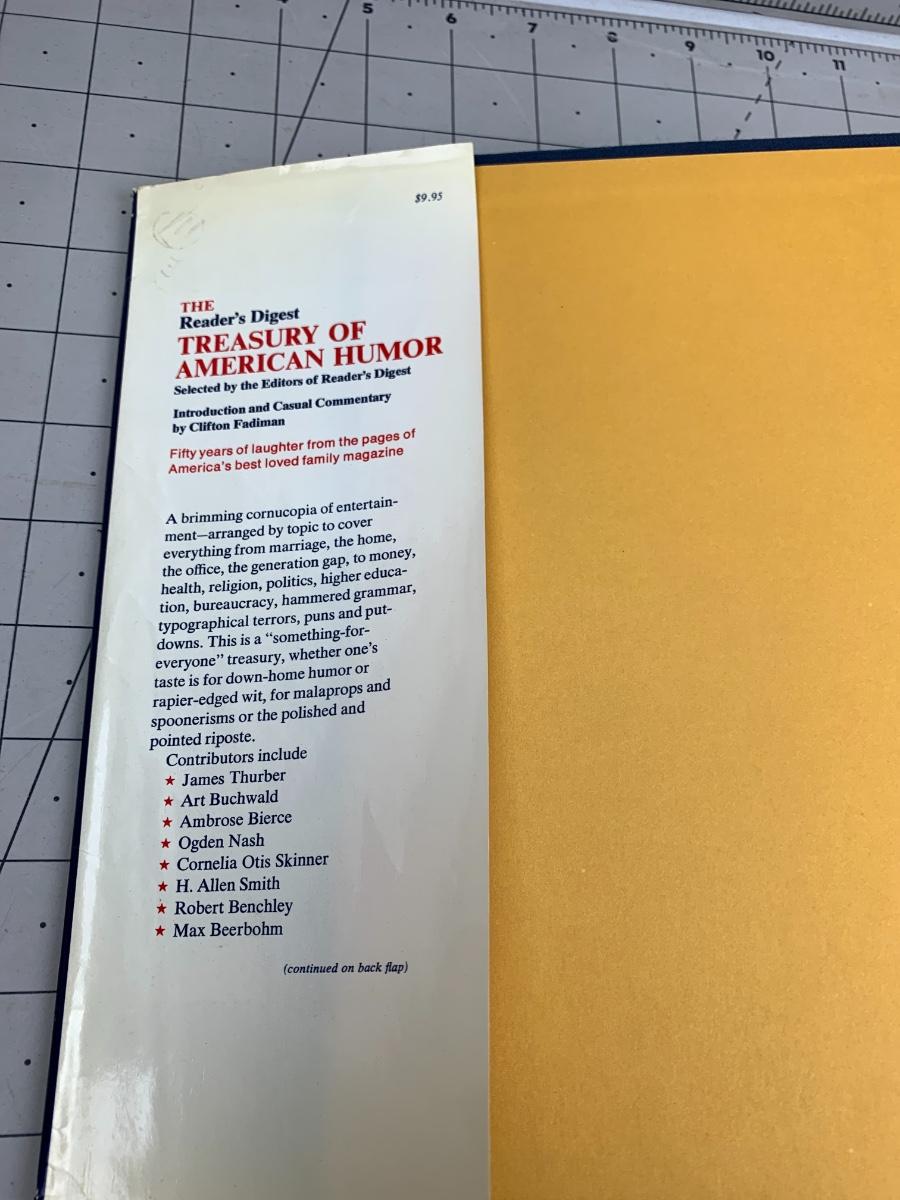 5 6 7 8 9 10 11
$9.95
THE
Reader's Digest
TREASURY OF
AMERICAN HUMOR
Selected by the Editors of Reader's Digest
Introduction and Casual Commentary
by Clifton Fadiman
Fifty years of laughter from the pages of
America's best loved family magazine
A brimming cornucopia of entertain-
ment—arranged by topic to cover
everything from marriage, the home,
the office, the generation gap, to money,
health, religion, politics, higher educa-
tion, bureaucracy, hammered grammar,
typographical terrors, puns and put-
downs. This is a “something-for-
everyone” treasury, whether one's
taste is for down-home humor or
rapier-edged wit, for malaprops and
spoonerisms or the polished and
pointed riposte.
Contributors include
★ James Thurber
★ Art Buchwald
★ Ambrose Bierce
★ Ogden Nash
★ Cornelia Otis Skinner
★ H. Allen Smith
★ Robert Benchley
★ Max Beerbohm
(continued on back flap)